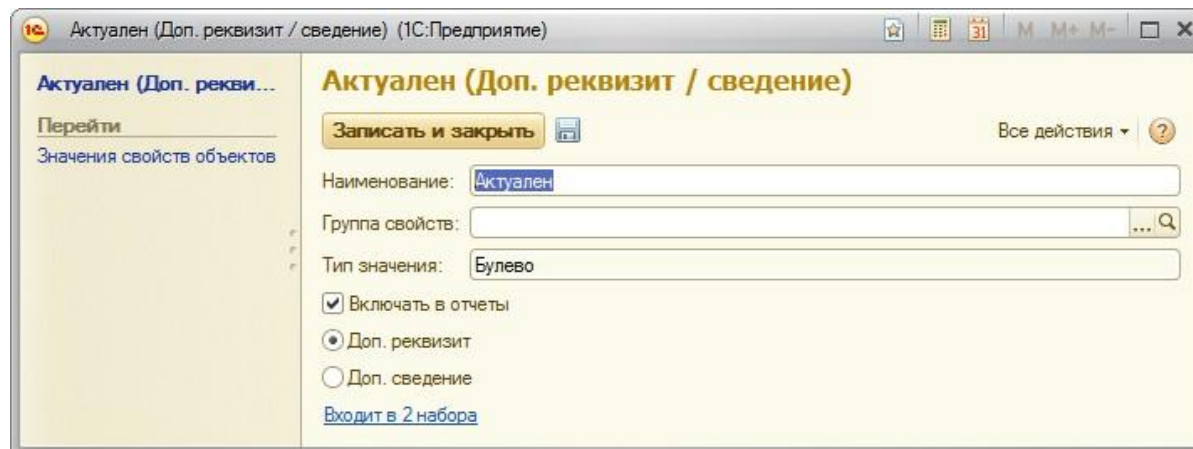 Актуален (Доп. реквизит / сведение) (1С:Предприятие)
31 M M+ M-
Актуален (Доп. рекви...
Перейти
Значения свойств объектов
Актуален (Доп. реквизит / сведение)
Записать и закрыть
Все действия
?
Наименование: Актуален
Группа свойств: ...
Тип значения: Булево
Включать в отчеты
Доп. реквизит
Доп. сведение
Входит в 2 набора